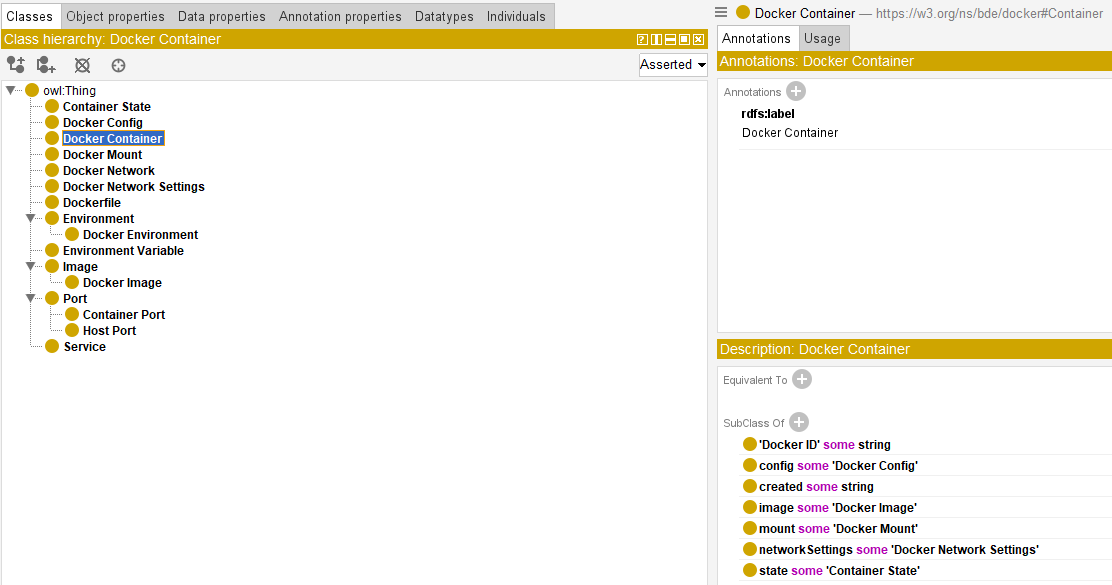 Classes Object properties Data properties Annotation properties Datatypes Individuals
Class hierarchy: Docker Container
Asserted
owl:Thing
Container State
Docker Config
Docker Container
Docker Mount
Docker Network
Docker Network Settings
Dockerfile
Environment
Docker Environment
Environment Variable
Image
Docker Image
Port
Container Port
Host Port
Service
Docker Container — https://w3.org/ns/bde/docker#Container
Annotations Usage
Annotations: Docker Container
Annotations
rdfs:label
Docker Container
Description: Docker Container
Equivalent To
SubClass Of
'Docker ID' some string
config some 'Docker Config'
created some string
image some 'Docker Image'
mount some 'Docker Mount'
networkSettings some 'Docker Network Settings'
state some 'Container State'